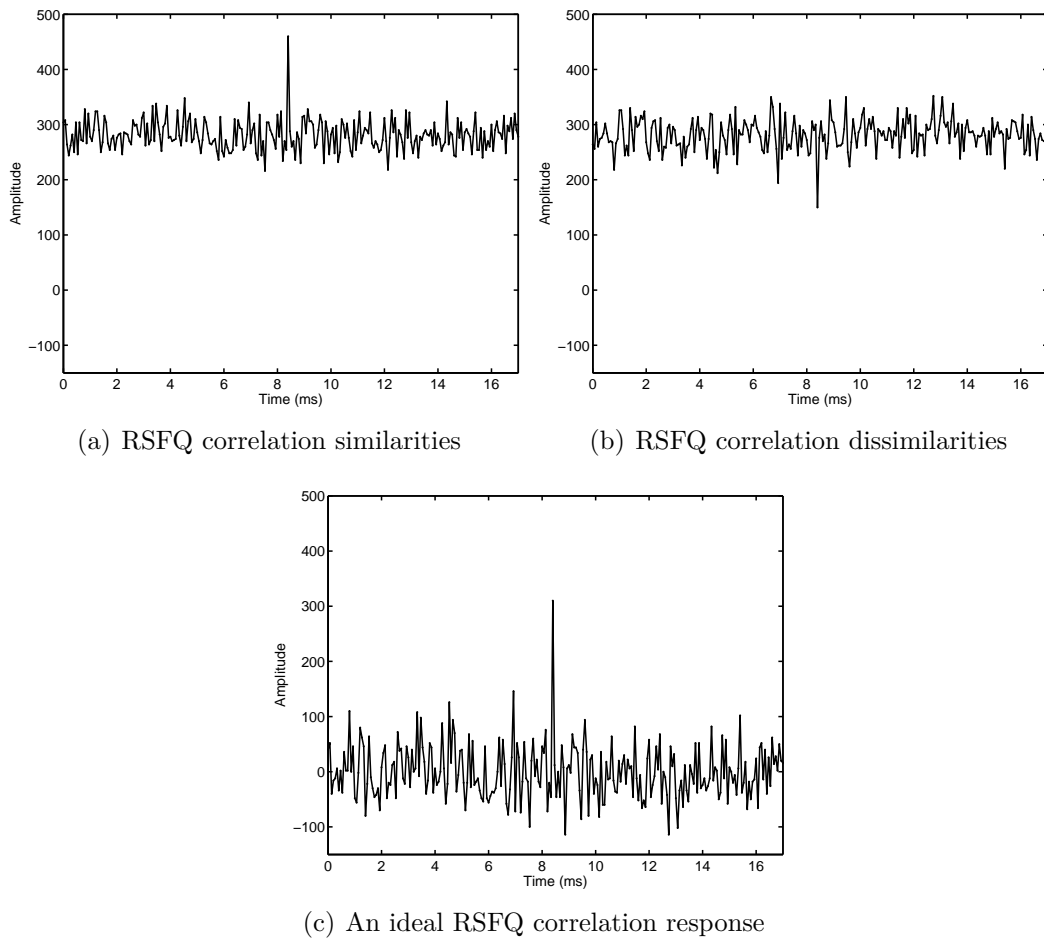 500
400
300
200
100
0
−100
Amplitude
0 2 4 6 8 10 12 14 16
Time (ms)
(a) RSFQ correlation similarities
500
400
300
200
100
0
−100
Amplitude
0 2 4 6 8 10 12 14 16
Time (ms)
(b) RSFQ correlation dissimilarities
500
400
300
200
100
0
−100
Amplitude
0 2 4 6 8 10 12 14 16
Time (ms)
(c) An ideal RSFQ correlation response